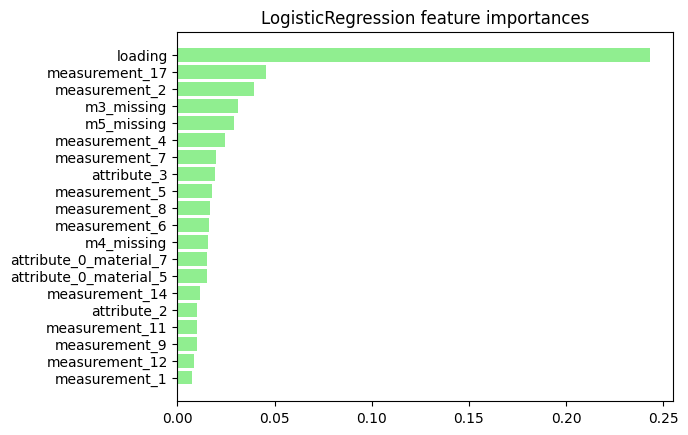 LogisticRegression feature importances
loading
measurement_17
measurement_2
m3_missing
m5_missing
measurement_4
measurement_7
attribute_3
measurement_5
measurement_8
measurement_6
m4_missing
attribute_0_material_7
attribute_0_material_5
measurement_14
attribute_2
measurement_11
measurement_9
measurement_12
measurement_1
0.00 0.05 0.10 0.15 0.20 0.25